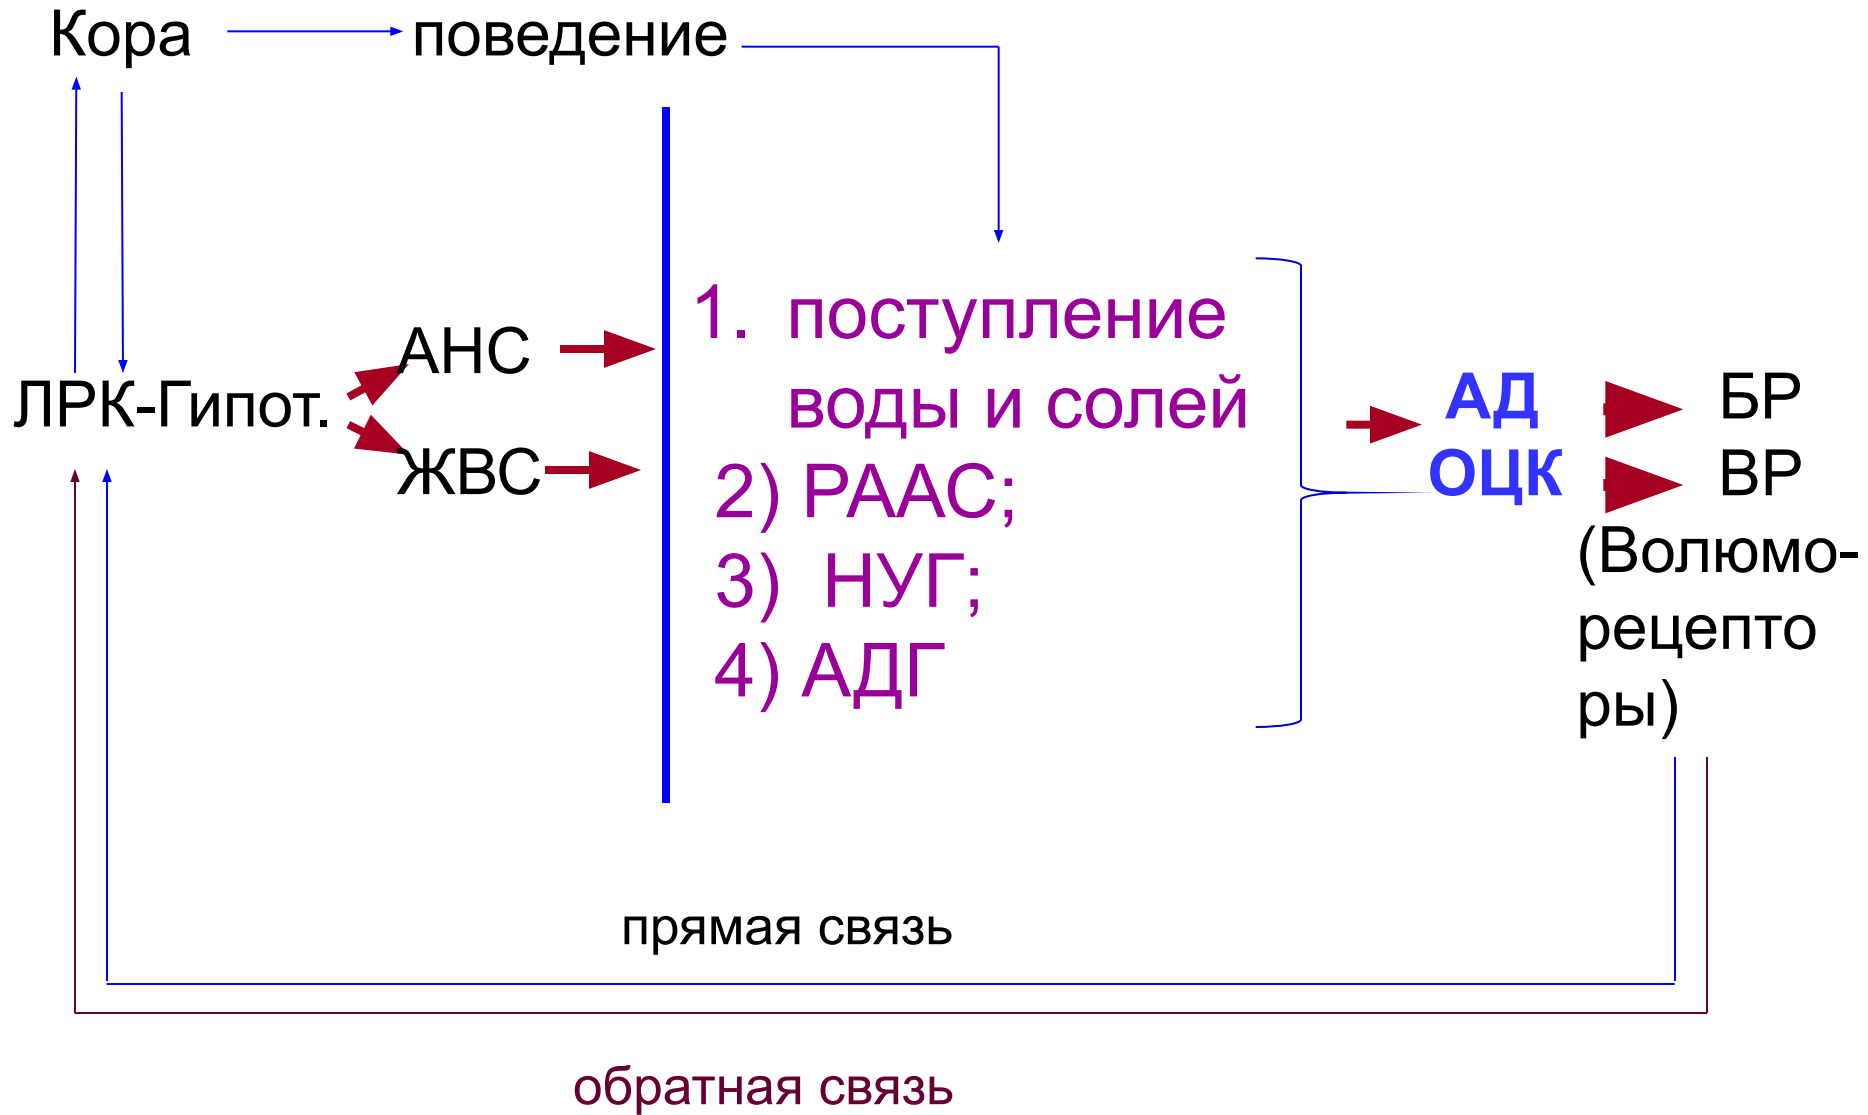 Кора
поведение
ЛРК-Гипот.
АНС
ЖВС
1. поступление
воды и солей
2) РААС;
3) НУГ;
4) АДГ
АД
ОЦК
БР
ВР
(Волюмо-
рецепто
ры)
прямая связь
обратная связь